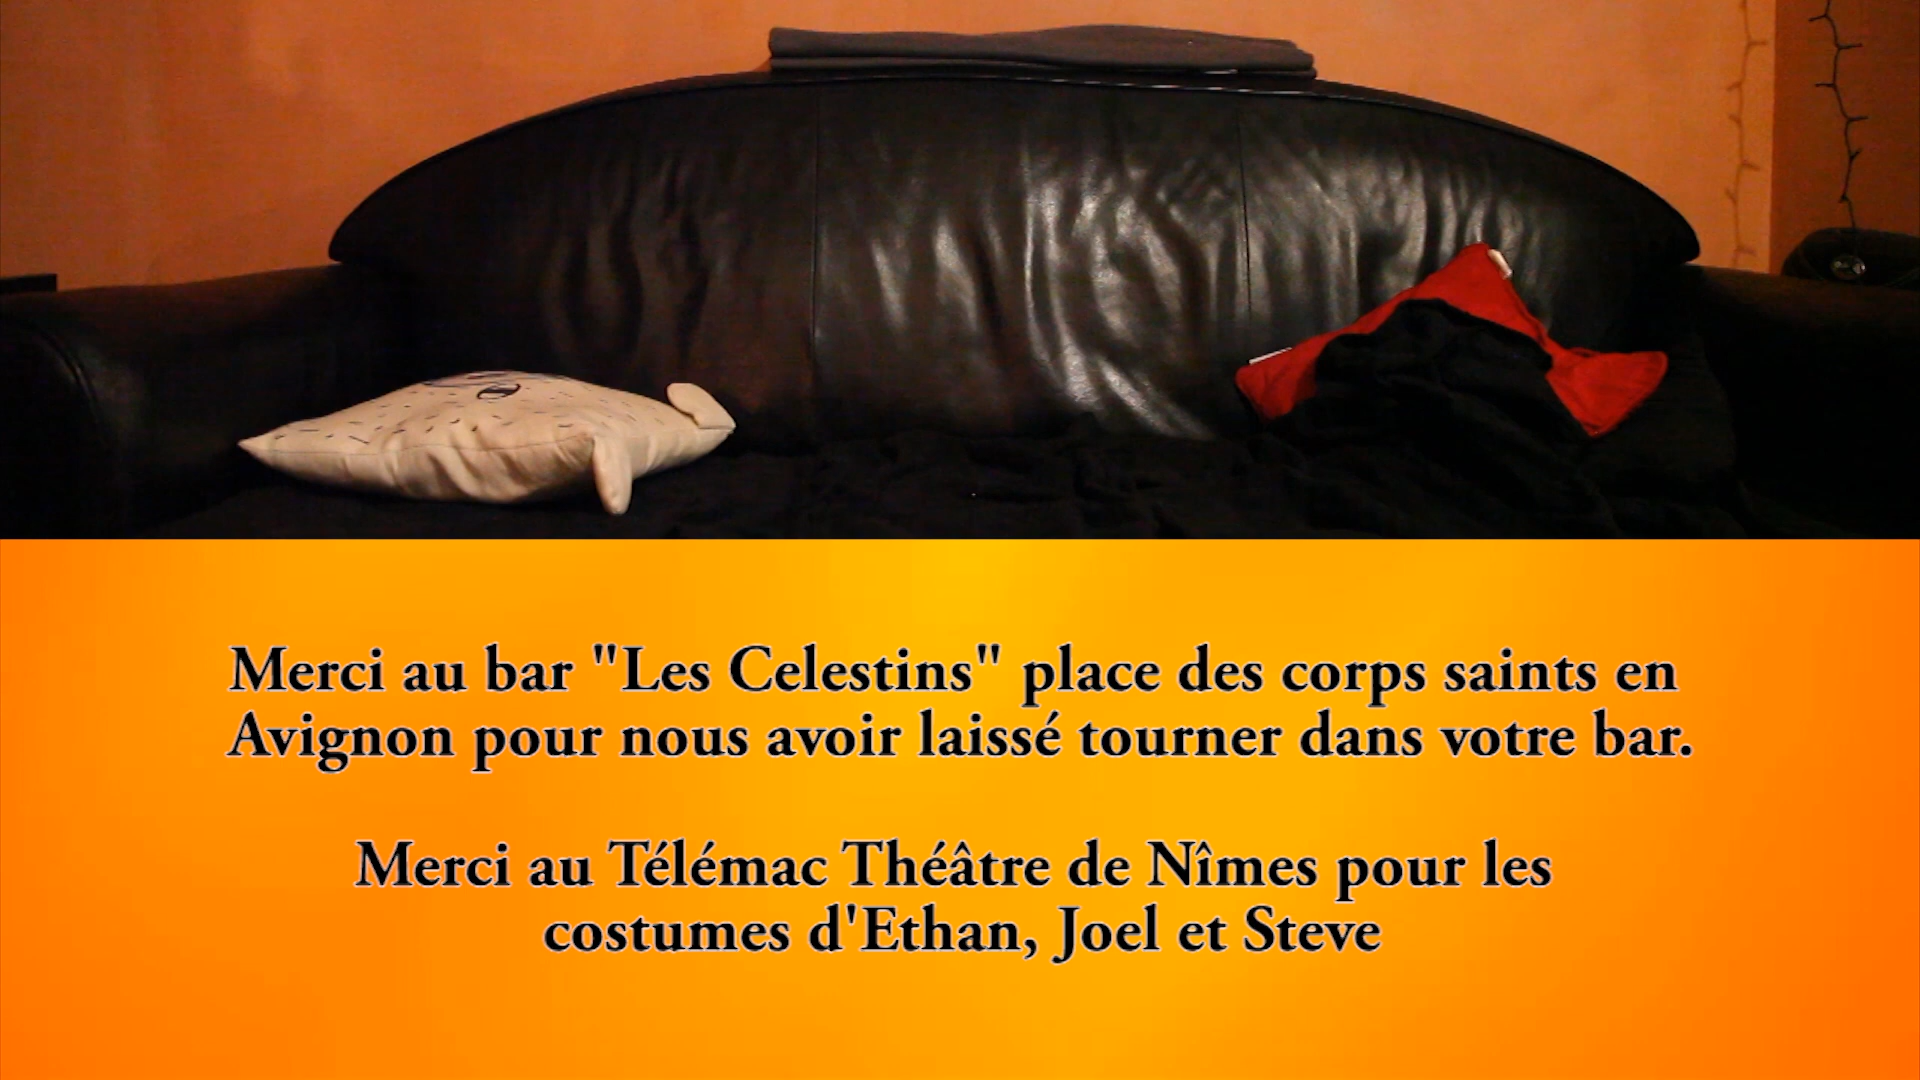 Merci au bar "Les Celestins" place des corps saints en
Avignon pour nous avoir laissé tourner dans votre bar.
Merci au Télémac Théâtre de Nîmes pour les
costumes d'Ethan, Joel et Steve